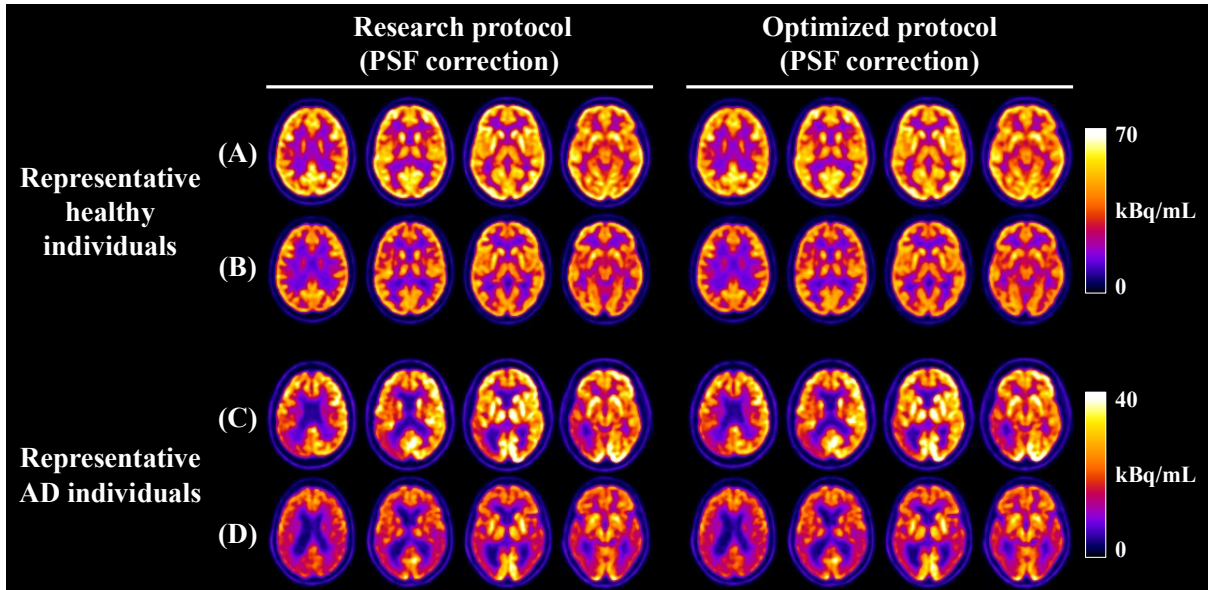 Research protocol
(PSF correction)
Optimized protocol
(PSF correction)
Representative
healthy
individuals
(A)
(B)
70
kBq/mL
0
Representative
AD individuals
(C)
(D)
40
kBq/mL
0